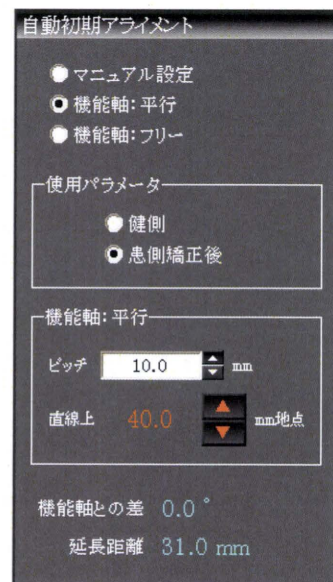 自動初期アライメント
マニュアル設定
機能軸:平行
機能軸:フリー
使用パラメータ
健側
患側矯正後
機能軸:平行
ピッチ 10.0 mm
直線上 40.0 mm地点
機能軸との差 0.0°
延長距離 31.0 mm